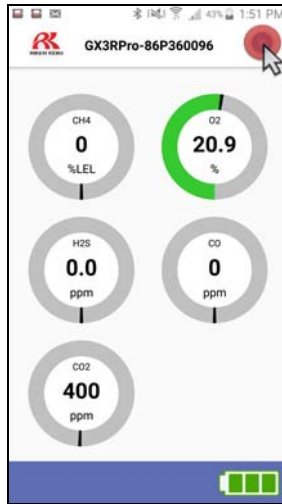 43% 1:51 PM
RIKEN KEIKI
GX3RPro-86P360096
CH4
0
%LEL
O2
20.9
%
H2S
0.0
ppm
CO
0
ppm
CO2
400
ppm